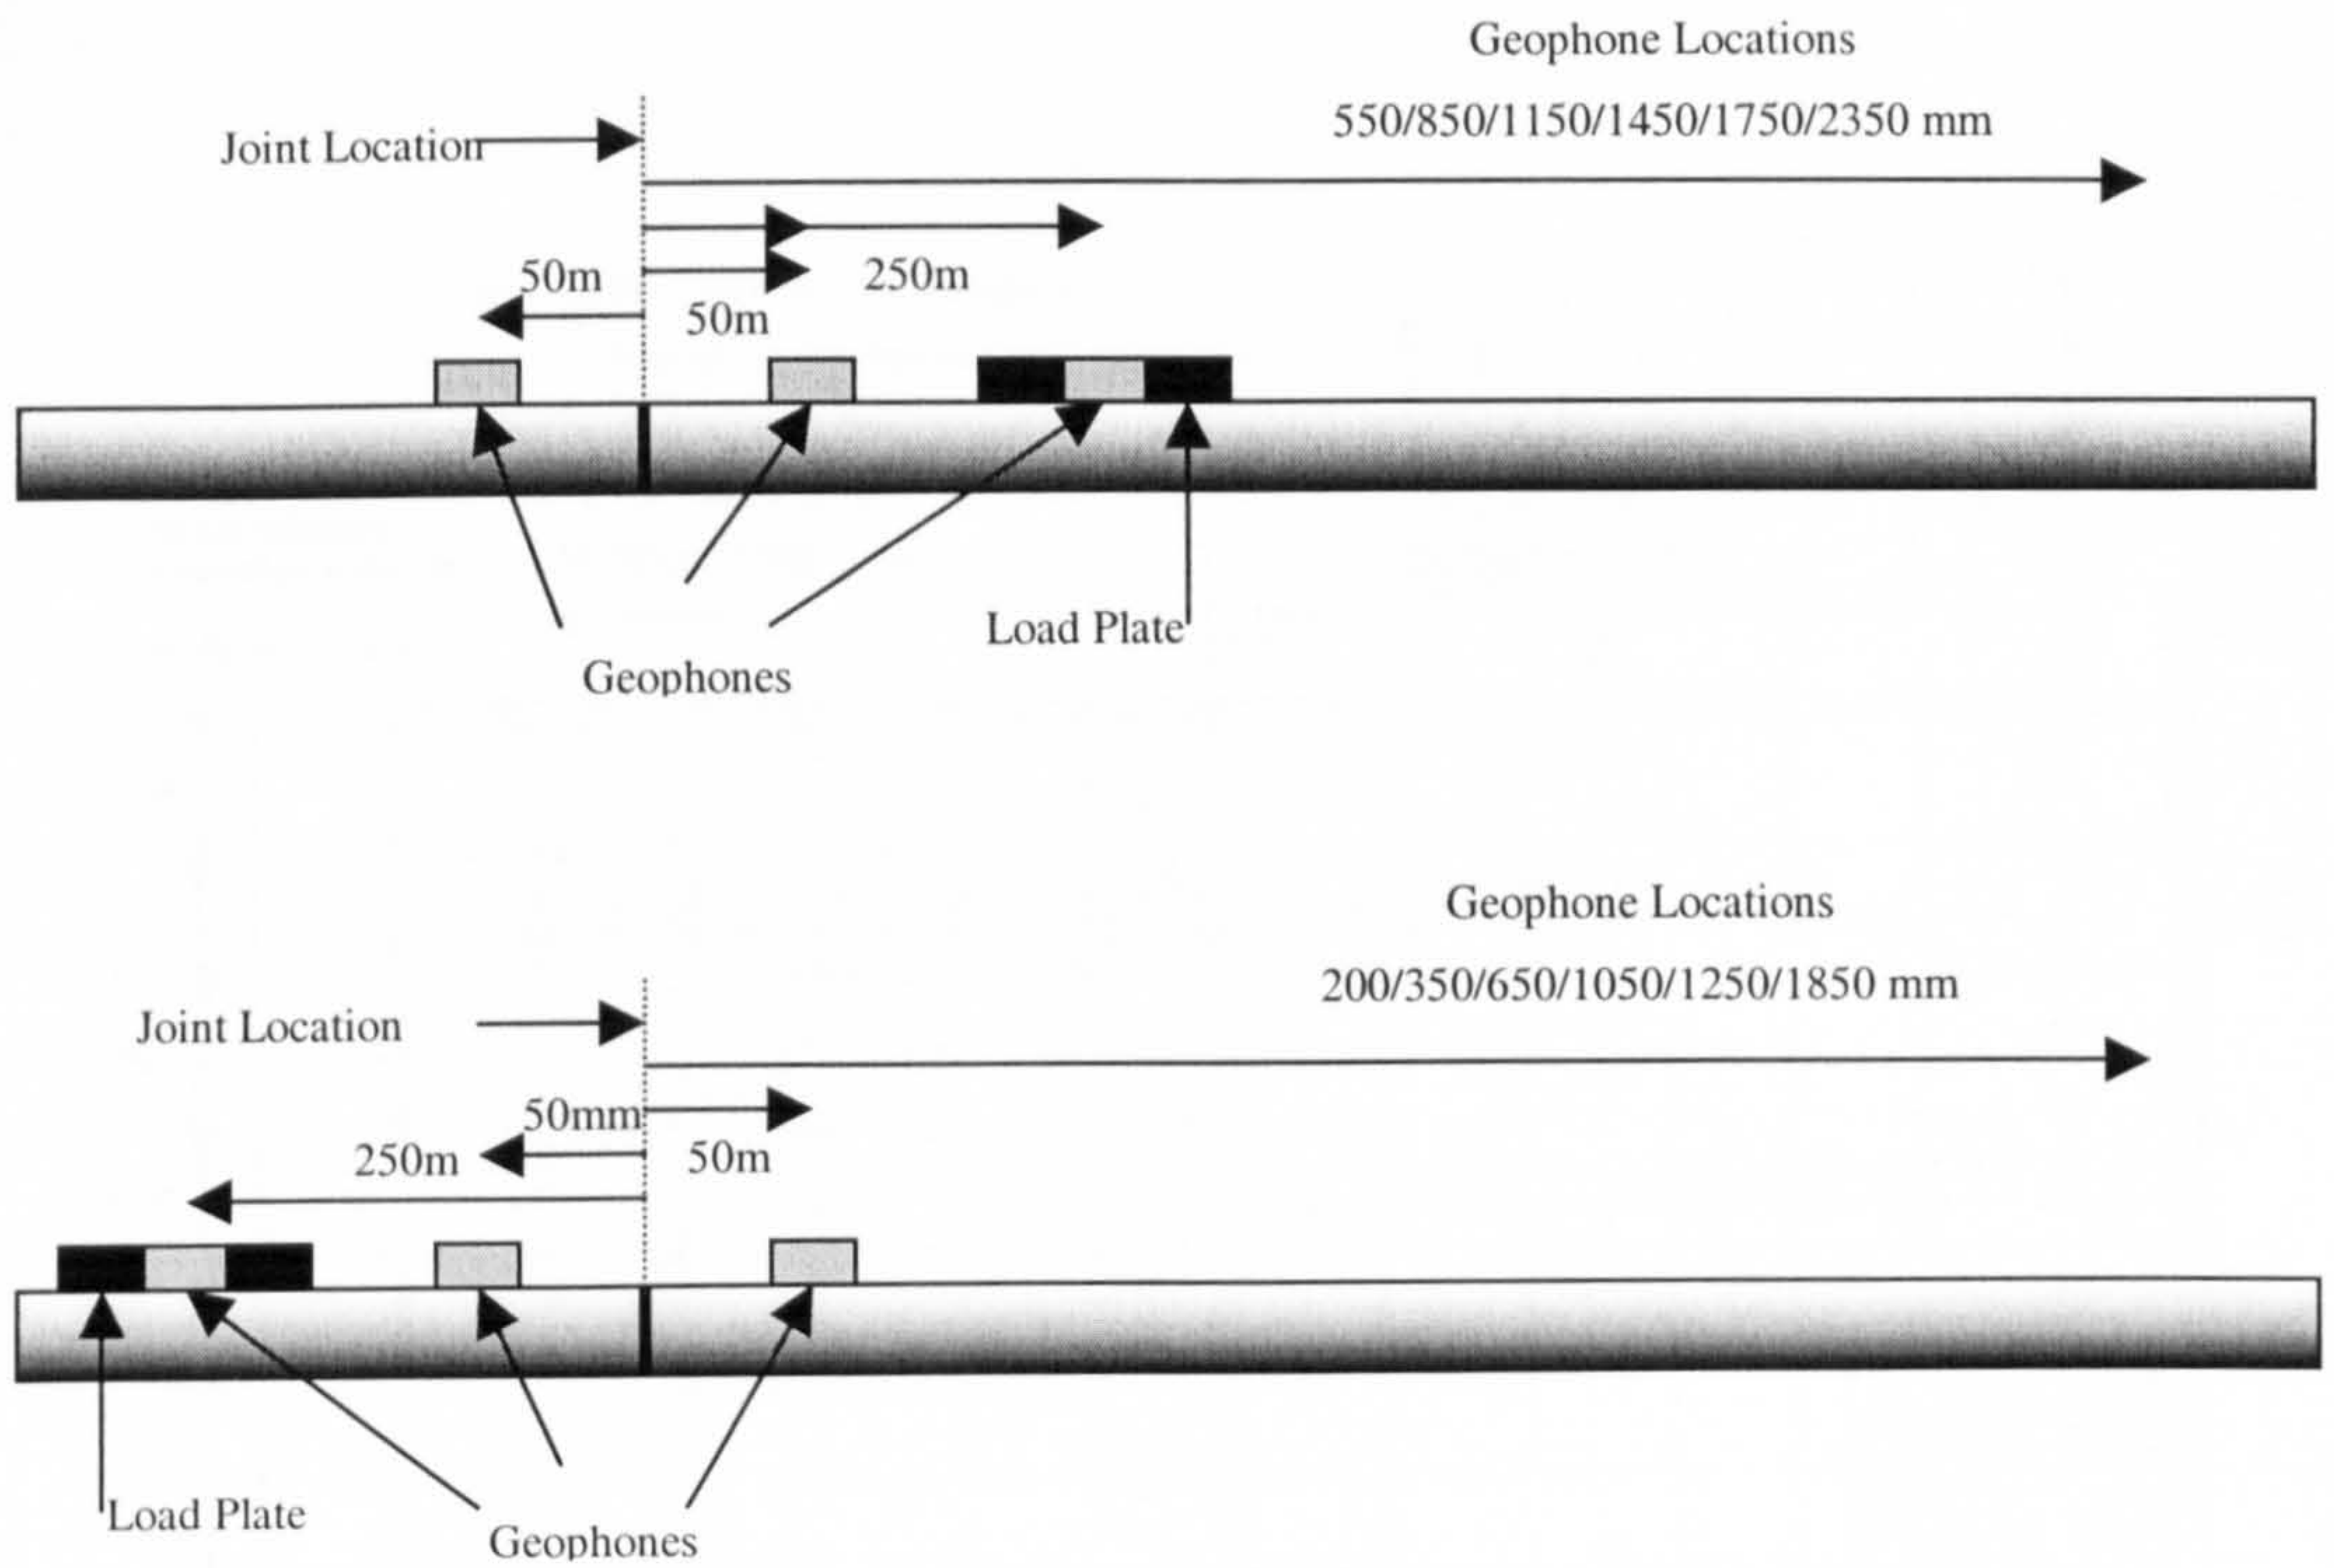 Geophone Locations
550/850/1150/1450/1750/2350 mm
Joint Location
50m
250m
50m
Load Plate
Geophones
Geophone Locations
200/350/650/1050/1250/1850 mm
Joint Location
50mm
250m
50m
Load Plate
Geophones